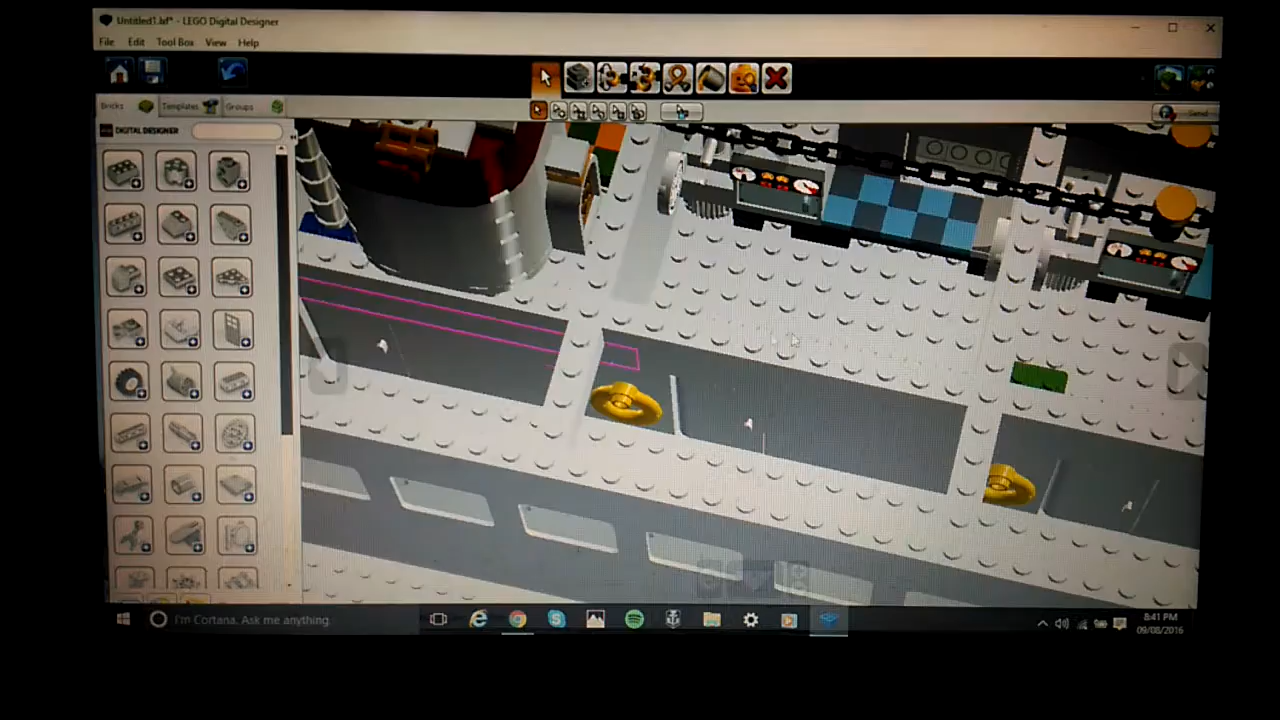 Untitled1.lxf* - LEGO Digital Designer
File Edit Tool Box View Help
Bricks Templates Groups
DIGITAL DESIGNER
Send
I'm Cortana. Ask me anything.
8:41 PM
09/08/2016